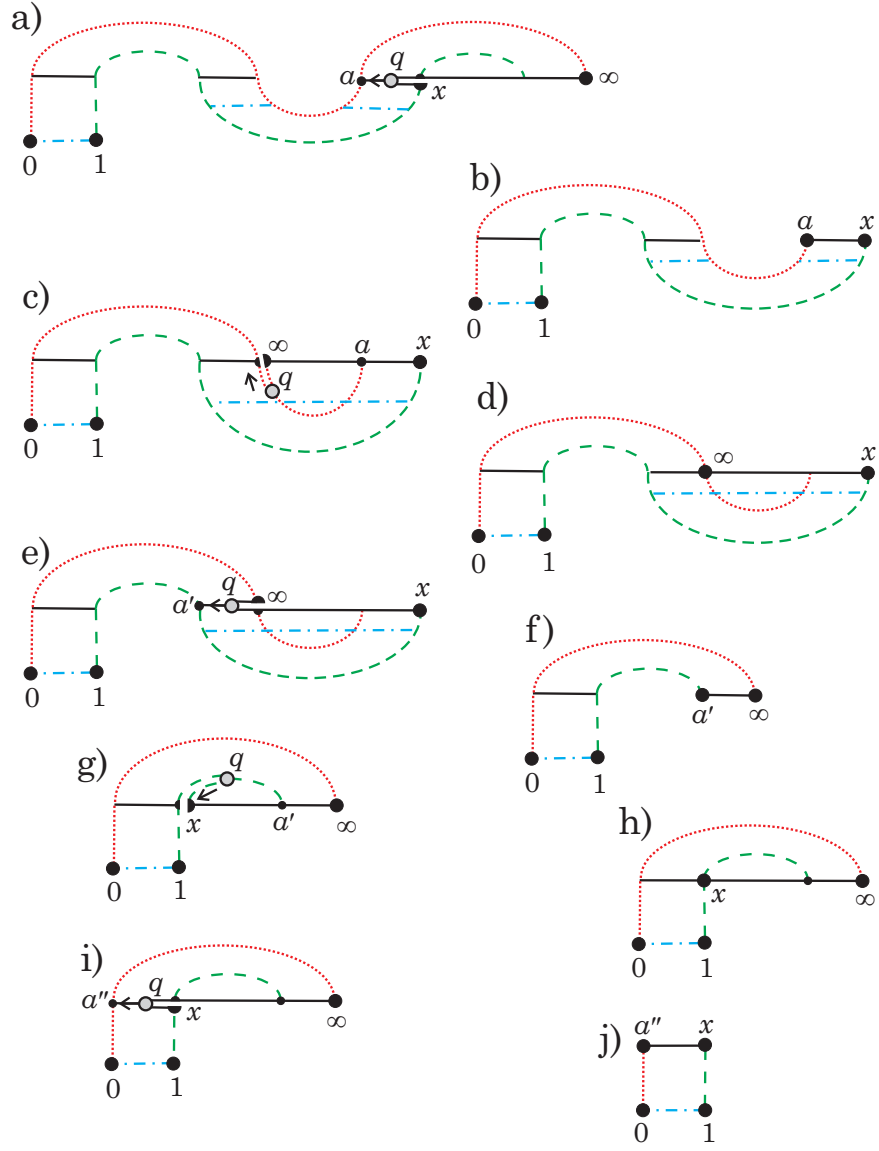 a)
a q x ∞
0 1
b)
a x
0 1
c)
∞ a x
q
0 1
d)
∞ x
0 1
e)
a′ q ∞ x
0 1
f)
a′ ∞
0 1
g)
q
x a′ ∞
0 1
h)
x ∞
0 1
i)
a″ q x ∞
0 1
j)
a″ x
0 1